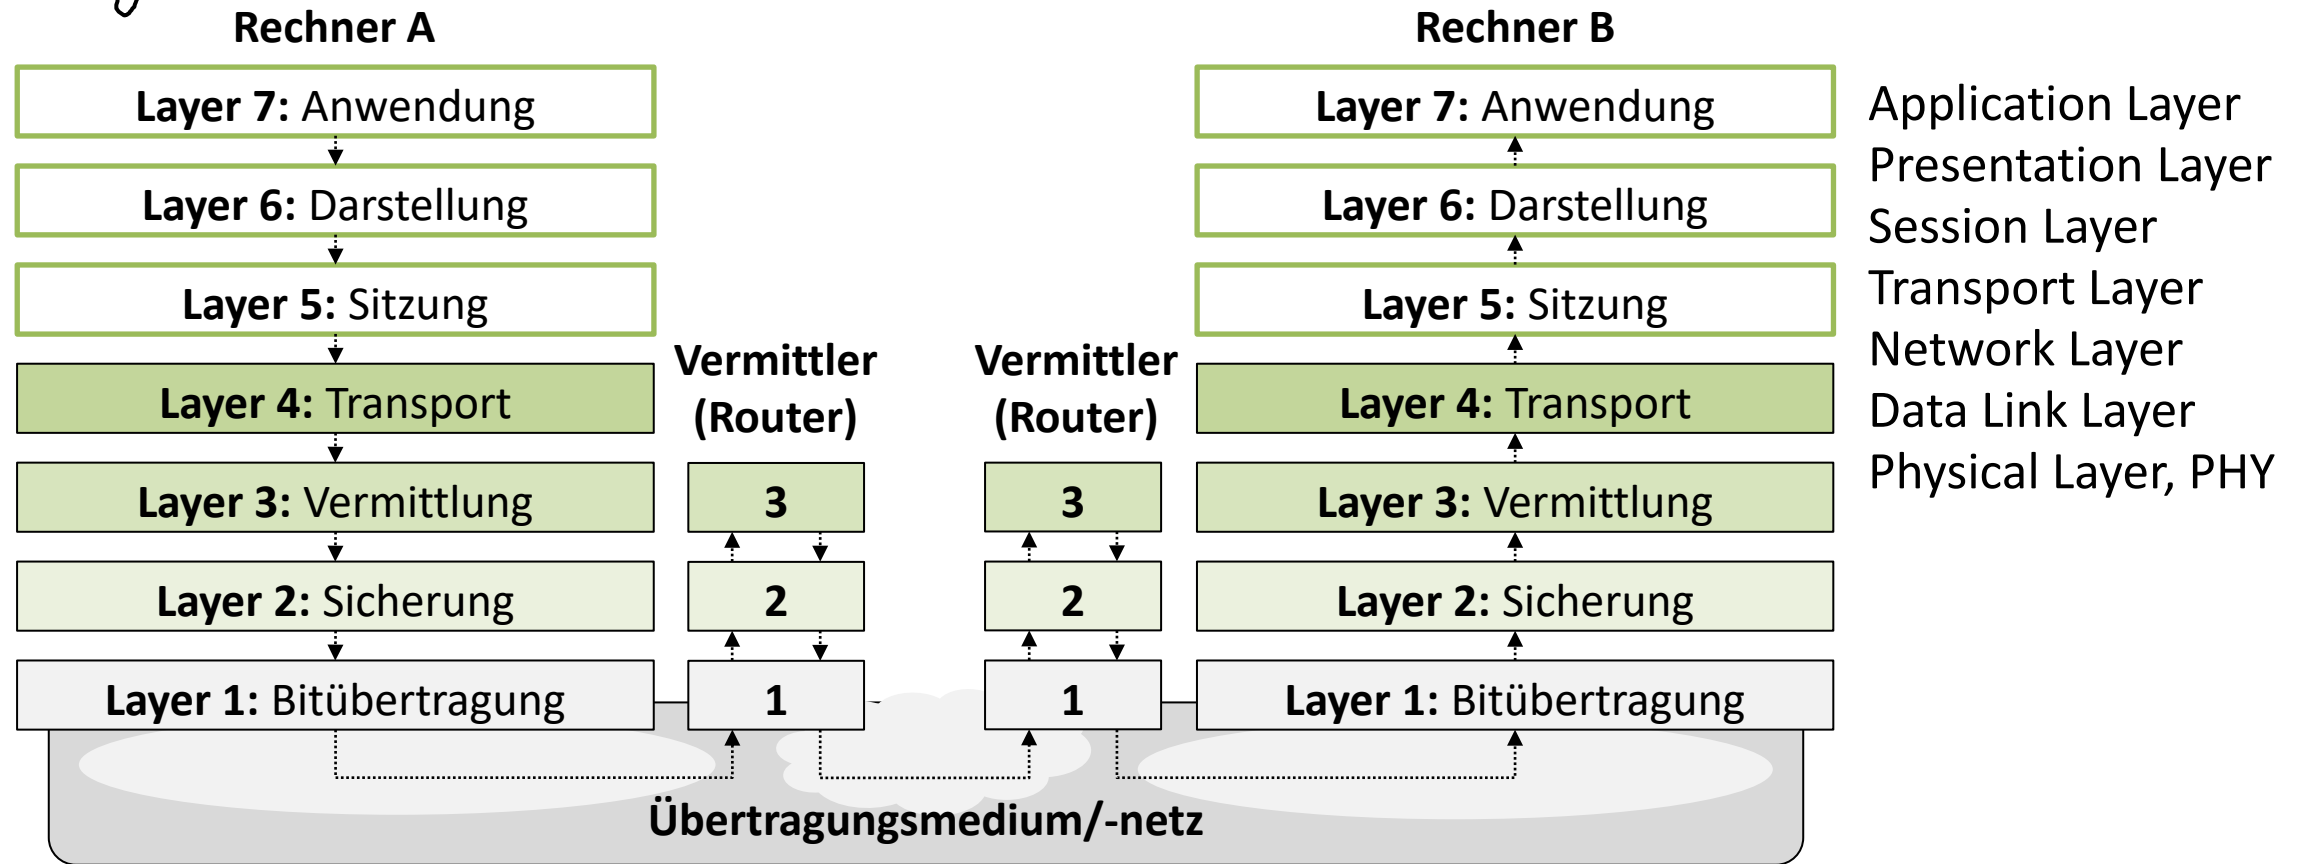 Rechner A
Layer 7: Anwendung
Layer 6: Darstellung
Layer 5: Sitzung
Layer 4: Transport
Layer 3: Vermittlung
Layer 2: Sicherung
Layer 1: Bitübertragung
Vermittler
(Router)
3
2
1
Vermittler
(Router)
3
2
1
Rechner B
Layer 7: Anwendung
Layer 6: Darstellung
Layer 5: Sitzung
Layer 4: Transport
Layer 3: Vermittlung
Layer 2: Sicherung
Layer 1: Bitübertragung
Application Layer
Presentation Layer
Session Layer
Transport Layer
Network Layer
Data Link Layer
Physical Layer, PHY
Übertragungsmedium/-netz